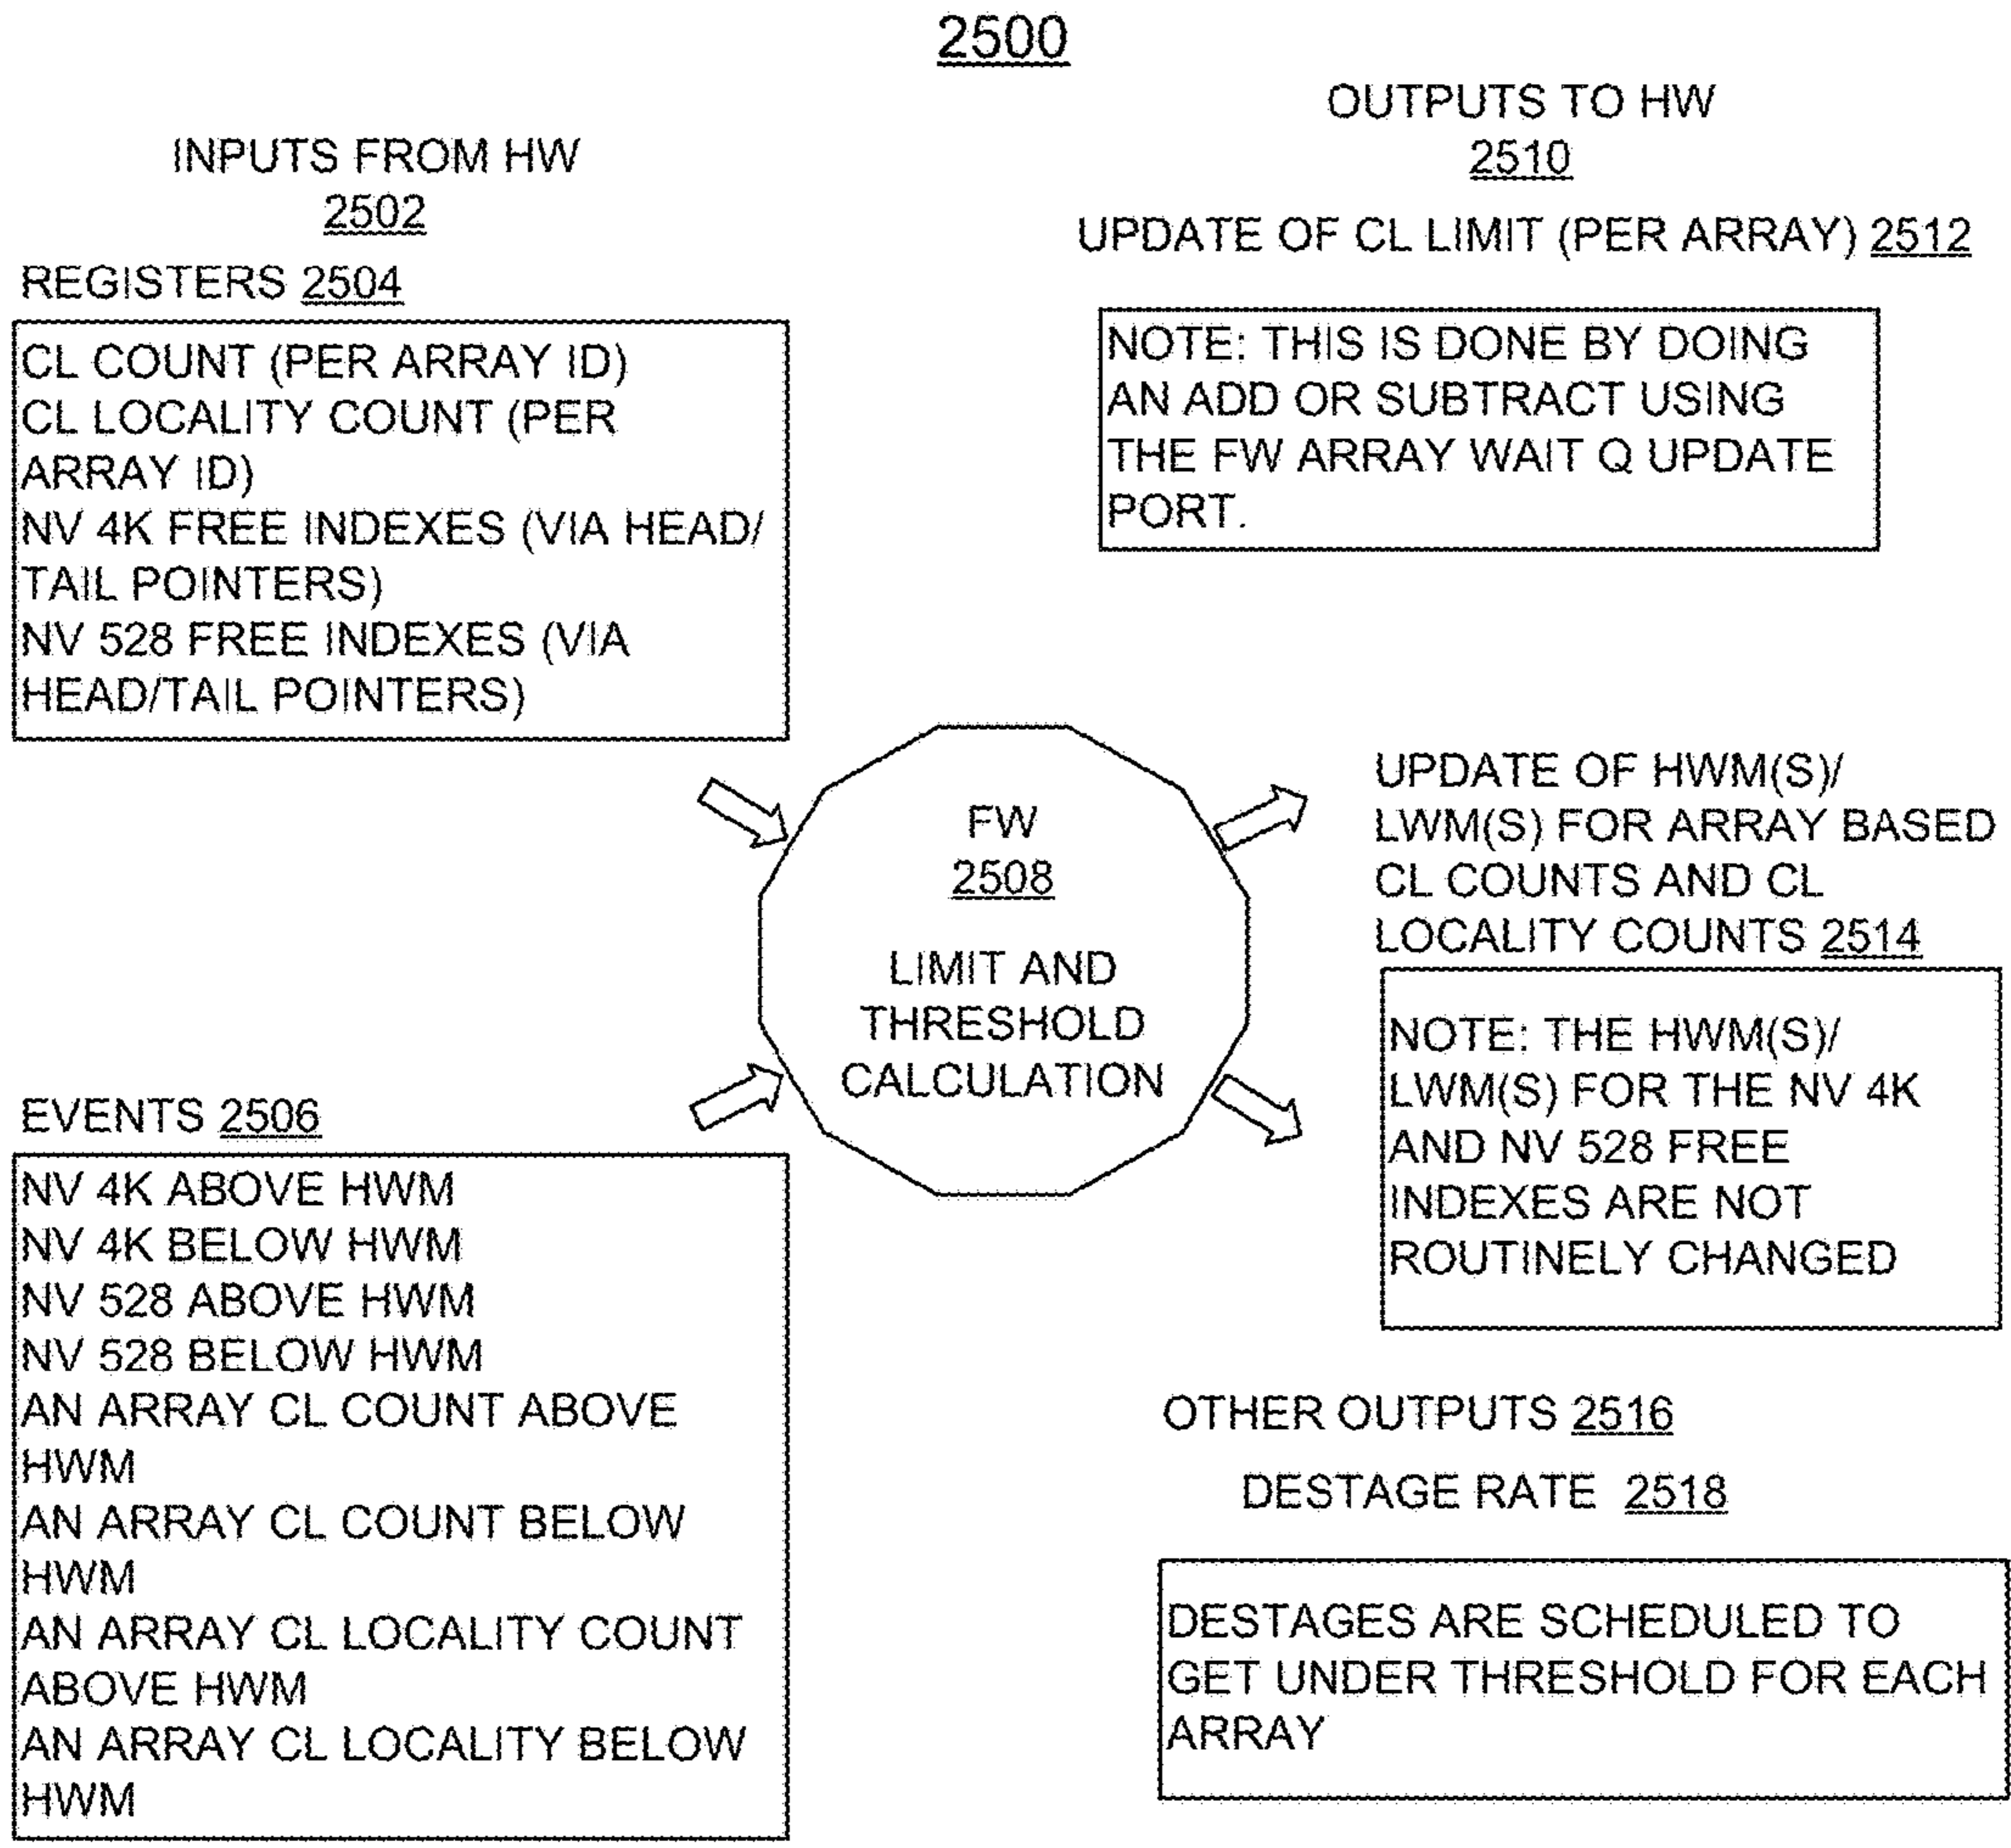 2500
INPUTS FROM HW
2502
REGISTERS 2504
CL COUNT (PER ARRAY ID)
CL LOCALITY COUNT (PER
ARRAY ID)
NV 4K FREE INDEXES (VIA HEAD/
TAIL POINTERS)
NV 528 FREE INDEXES (VIA
HEAD/TAIL POINTERS)
EVENTS 2506
NV 4K ABOVE HWM
NV 4K BELOW HWM
NV 528 ABOVE HWM
NV 528 BELOW HWM
AN ARRAY CL COUNT ABOVE
HWM
AN ARRAY CL COUNT BELOW
HWM
AN ARRAY CL LOCALITY COUNT
ABOVE HWM
AN ARRAY CL LOCALITY BELOW
HWM
FW
2508
LIMIT AND
THRESHOLD
CALCULATION
OUTPUTS TO HW
2510
UPDATE OF CL LIMIT (PER ARRAY) 2512
NOTE: THIS IS DONE BY DOING
AN ADD OR SUBTRACT USING
THE FW ARRAY WAIT Q UPDATE
PORT.
UPDATE OF HWM(S)/
LWM(S) FOR ARRAY BASED
CL COUNTS AND CL
LOCALITY COUNTS 2514
NOTE: THE HWM(S)/
LWM(S) FOR THE NV 4K
AND NV 528 FREE
INDEXES ARE NOT
ROUTINELY CHANGED
OTHER OUTPUTS 2516
DESTAGE RATE 2518
DESTAGES ARE SCHEDULED TO
GET UNDER THRESHOLD FOR EACH
ARRAY